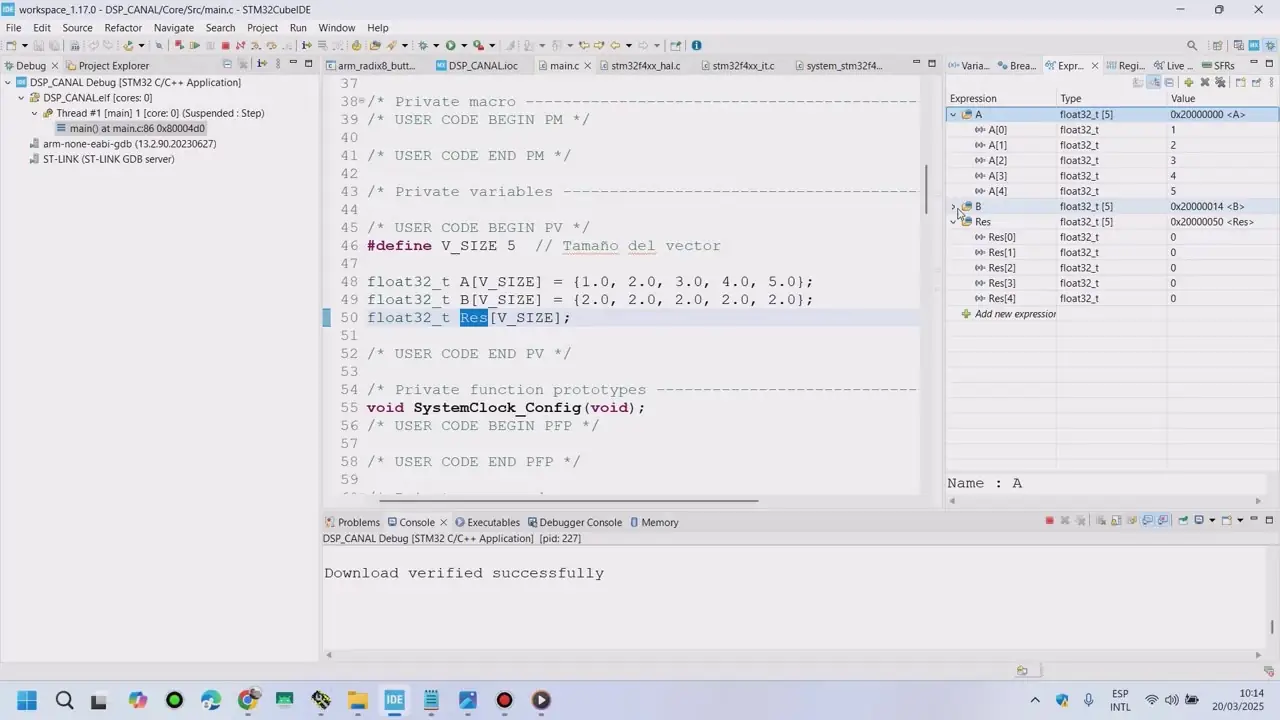 workspace_1.17.0 - DSP_CANAL/Core/Src/main.c - STM32CubeIDE
File Edit Source Refactor Navigate Search Project Run Window Help
Debug Project Explorer
DSP_CANAL Debug [STM32 C/C++ Application]
DSP_CANAL.elf [cores: 0]
Thread #1 [main] 1 [core: 0] (Suspended : Step)
main() at main.c:86 0x80004d0
arm-none-eabi-gdb (13.2.90.20230627)
ST-LINK (ST-LINK GDB server)
arm_radix8_butt... DSP_CANAL.ioc main.c stm32f4xx_hal.c stm32f4xx_it.c system_stm32f4...
37
38 /* Private macro
39 /* USER CODE BEGIN PM */
40
41 /* USER CODE END PM */
42
43 /* Private variables
44
45 /* USER CODE BEGIN PV */
46 #define V_SIZE 5 // Tamaño del vector
47
48 float32_t A[V_SIZE] = {1.0, 2.0, 3.0, 4.0, 5.0};
49 float32_t B[V_SIZE] = {2.0, 2.0, 2.0, 2.0, 2.0};
50 float32_t Res[V_SIZE];
51
52 /* USER CODE END PV */
53
54 /* Private function prototypes
55 void SystemClock_Config(void);
56 /* USER CODE BEGIN PFP */
57
58 /* USER CODE END PFP */
59
Varia... Brea... Expr... Regi... Live ... SFRs
Expression Type Value
A float32_t [5] 0x20000000 <A>
A[0] float32_t 1
A[1] float32_t 2
A[2] float32_t 3
A[3] float32_t 4
A[4] float32_t 5
B float32_t [5] 0x20000014 <B>
Res float32_t [5] 0x20000050 <Res>
Res[0] float32_t 0
Res[1] float32_t 0
Res[2] float32_t 0
Res[3] float32_t 0
Res[4] float32_t 0
Add new expression
Name : A
Problems Console Executables Debugger Console Memory
DSP_CANAL Debug [STM32 C/C++ Application] [pid: 227]
Download verified successfully
IDE
ESP
INTL
10:14
20/03/2025